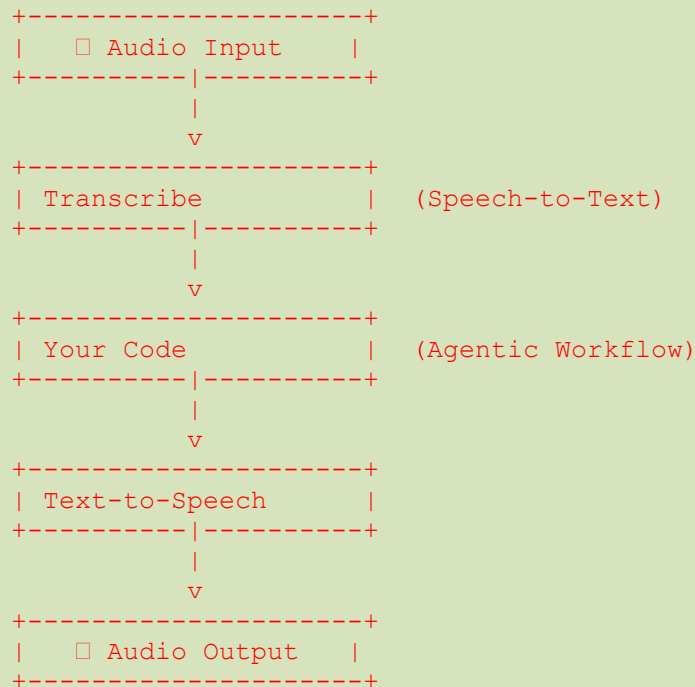 +---------------------+
|   □ Audio Input    |
+----------|----------+
           |
           v
+---------------------+
| Transcribe          |  (Speech-to-Text)
+----------|----------+
           |
           v
+---------------------+
| Your Code           |  (Agentic Workflow)
+----------|----------+
           |
           v
+---------------------+
| Text-to-Speech      |
+----------|----------+
           |
           v
+---------------------+
|   □ Audio Output   |
+---------------------+